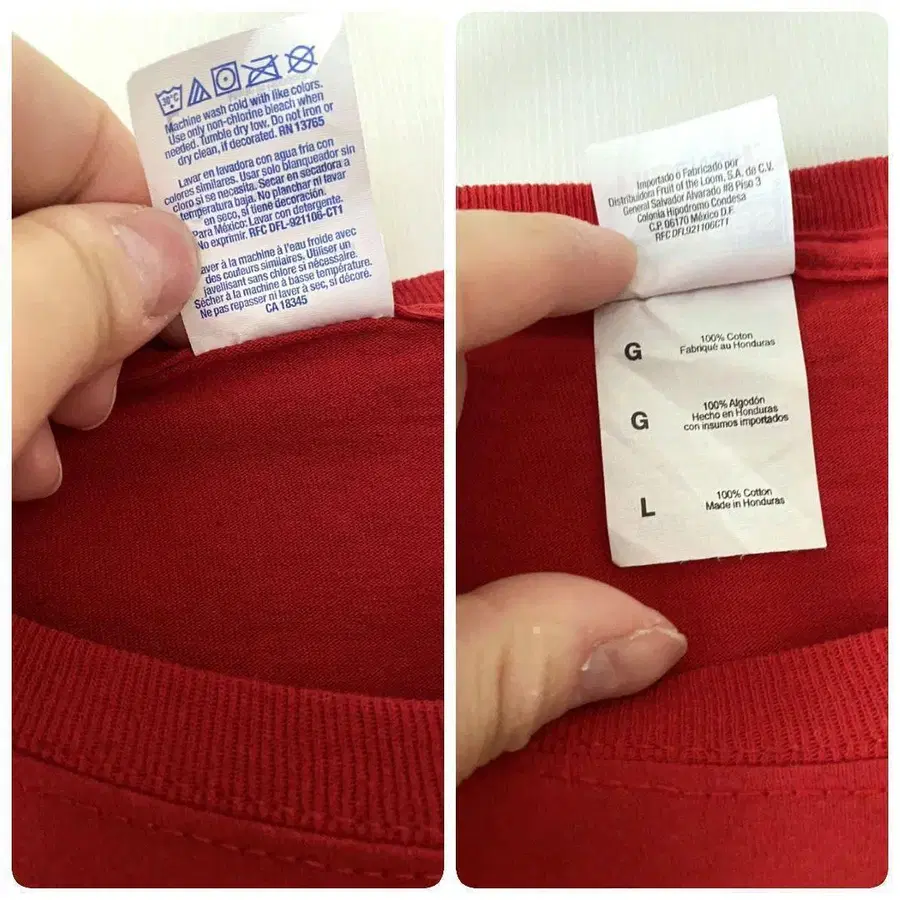 30°C
Machine wash cold with like colors.
Use only non-chlorine bleach when
needed. Tumble dry low. Do not iron or
dry clean, if decorated. RN 13765
Lavar en lavadora con agua fría con
colores similares. Usar solo blanqueador sin
cloro si se necesita. Secar en secadora a
temperatura baja. No planchar ni lavar
en seco, si tiene decoración.
Para México: Lavar con detergente.
No exprimir. RFC DFL-921106-CT1
aver à la machine à l'eau froide avec
des couleurs similaires. Utiliser un
javellisant sans chlore si nécessaire.
Sécher à la machine à basse température.
Ne pas repasser ni laver à sec, si décoré.
CA 18345
Importado o Fabricado por
Distribuidora Fruit of the Loom, S.A. de C.V.
General Salvador Alvarado #8 Piso 3
Colonia Hipodromo Condesa
C.P. 06170 México D.F.
RFC DFL921106CT1
G 100% Coton
Fabriqué au Honduras
G 100% Algodón
Hecho en Honduras
con insumos importados
L 100% Cotton
Made in Honduras